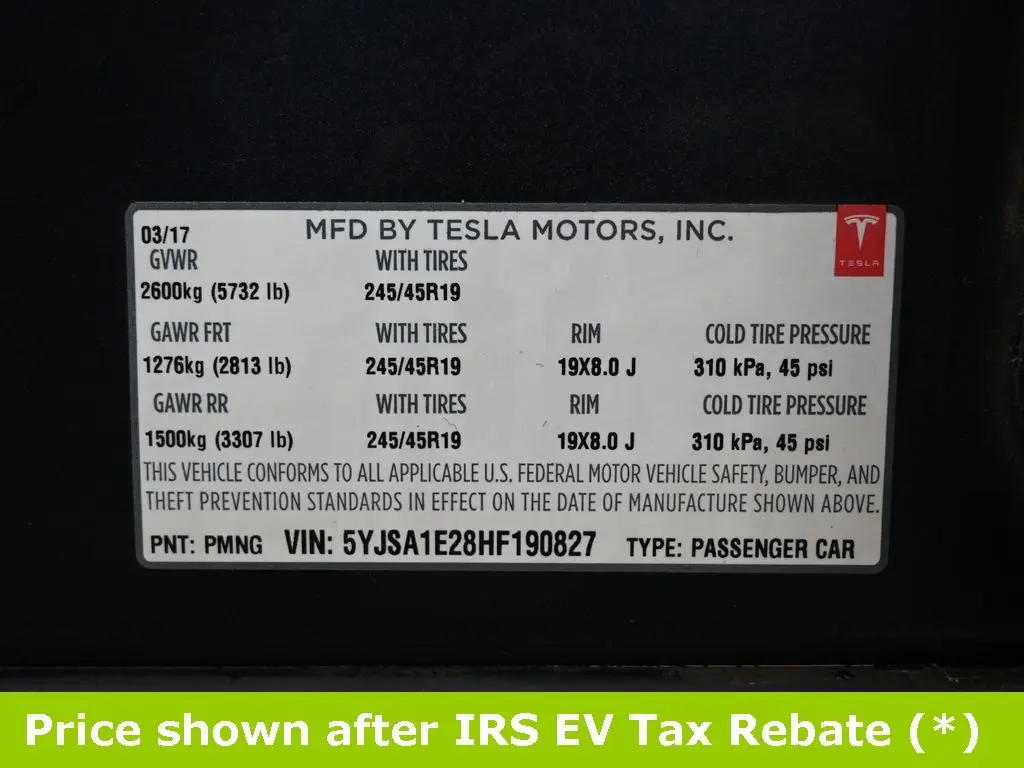 03/17 MFD BY TESLA MOTORS, INC.
TESLA
GVWR WITH TIRES
2600kg (5732 lb) 245/45R19
GAWR FRT WITH TIRES RIM COLD TIRE PRESSURE
1276kg (2813 lb) 245/45R19 19X8.0 J 310 kPa, 45 psi
GAWR RR WITH TIRES RIM COLD TIRE PRESSURE
1500kg (3307 lb) 245/45R19 19X8.0 J 310 kPa, 45 psi
THIS VEHICLE CONFORMS TO ALL APPLICABLE U.S. FEDERAL MOTOR VEHICLE SAFETY, BUMPER, AND
THEFT PREVENTION STANDARDS IN EFFECT ON THE DATE OF MANUFACTURE SHOWN ABOVE.
PNT: PMNG VIN: 5YJSA1E28HF190827 TYPE: PASSENGER CAR
Price shown after IRS EV Tax Rebate (*)